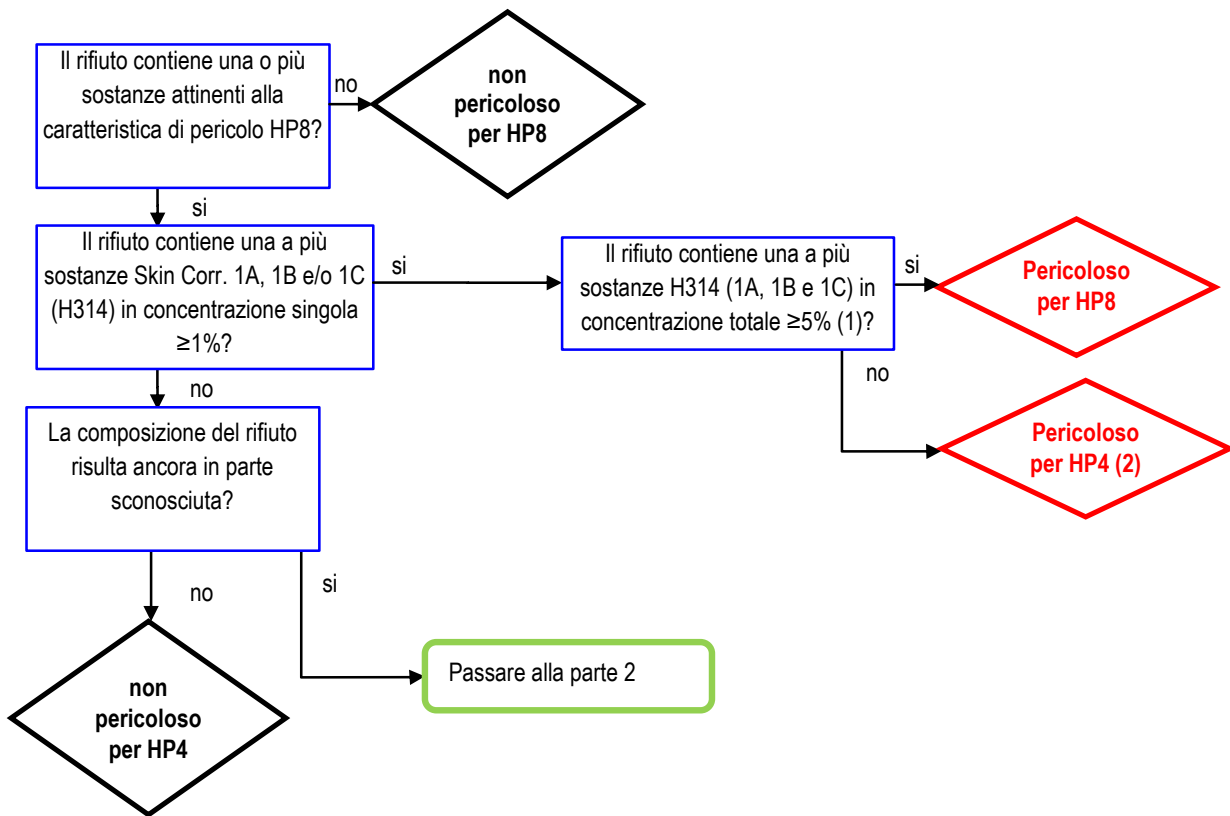 Il rifiuto contiene una o più
sostanze attinenti alla
caratteristica di pericolo HP8?
no
non
pericoloso
per HP8
si
Il rifiuto contiene una a più
sostanze Skin Corr. 1A, 1B e/o 1C
(H314) in concentrazione singola
≥1%?
si
Il rifiuto contiene una a più
sostanze H314 (1A, 1B e 1C) in
concentrazione totale ≥5% (1)?
si
Pericoloso
per HP8
no
Pericoloso
per HP4 (2)
no
La composizione del rifiuto
risulta ancora in parte
sconosciuta?
no
si
non
pericoloso
per HP4
Passare alla parte 2